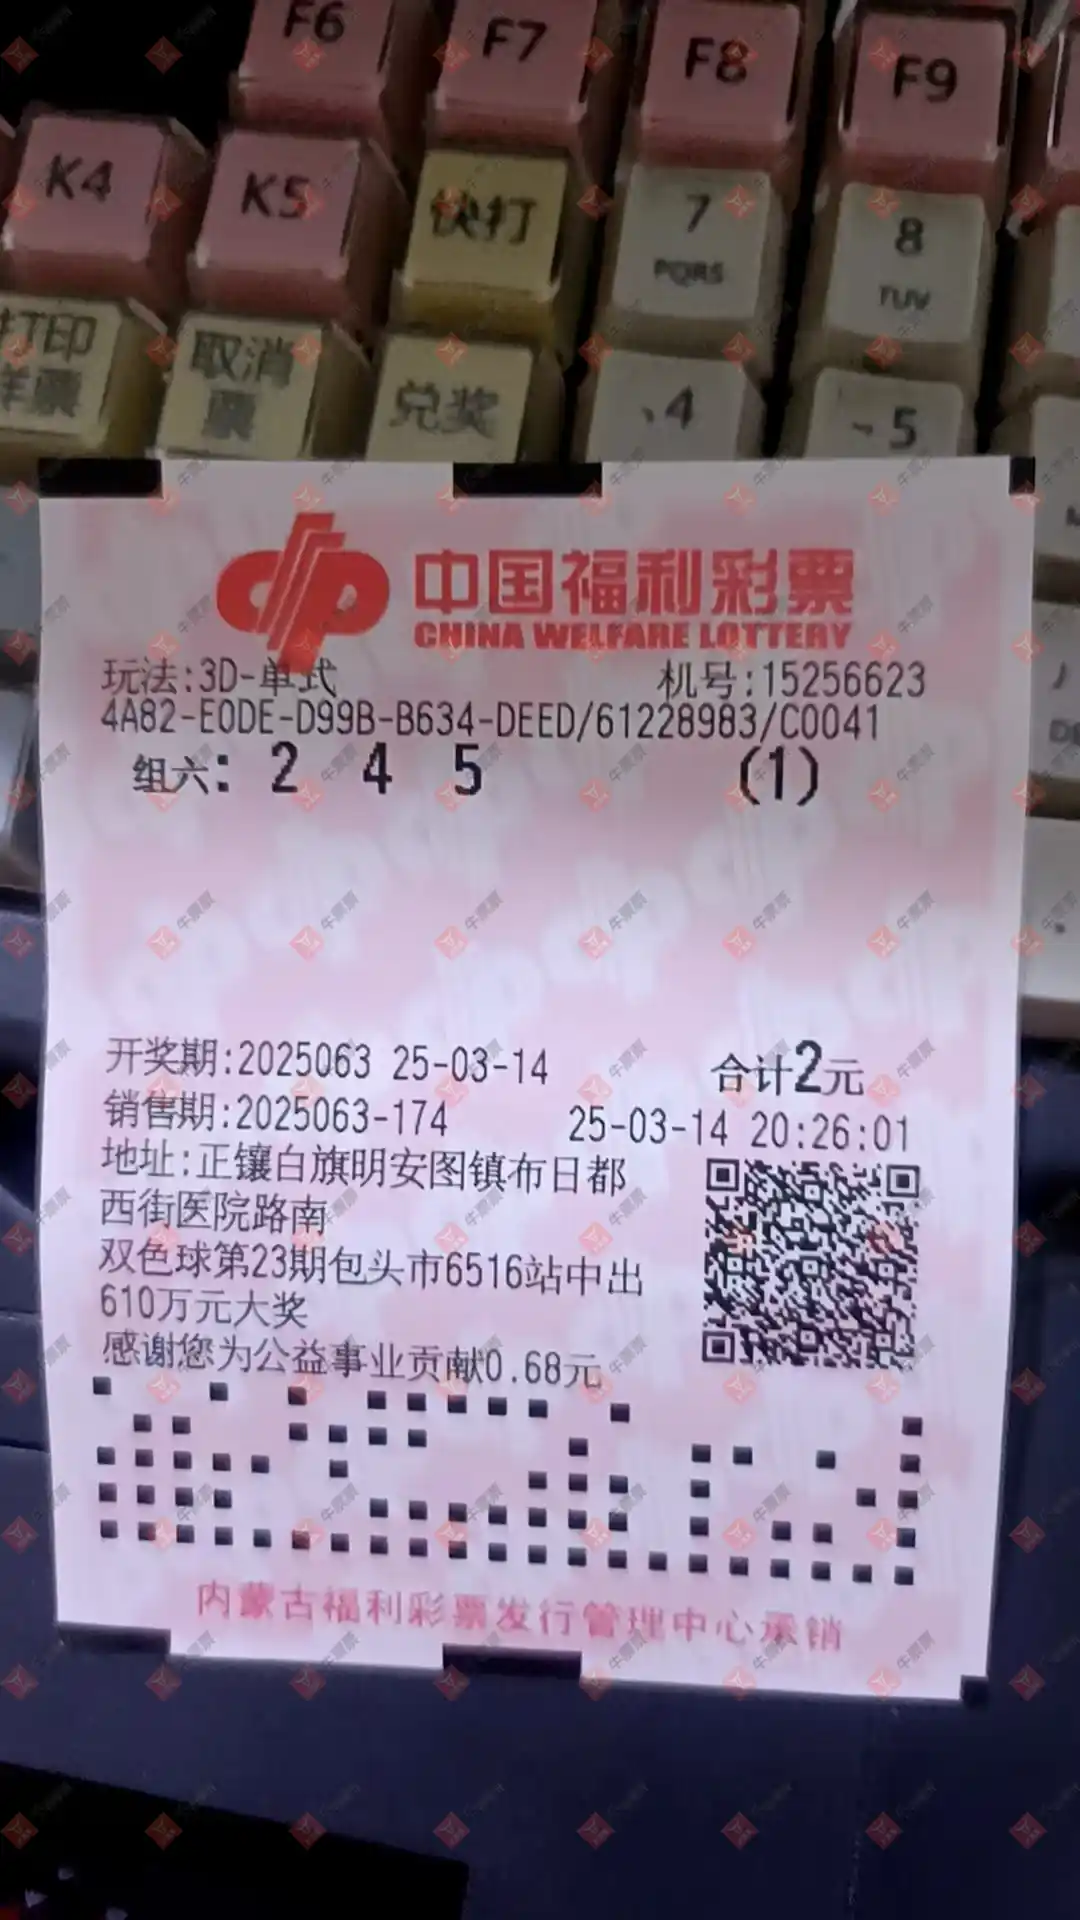 F6 F7 F8 F9
K4 K5 快打 7 PQRS 8 TUV
打印 取消票 兑奖 4 5
中国福利彩票
CHINA WELFARE LOTTERY
玩法:3D-单式 机号:15256623
4A82-E0DE-D99B-B634-DEED/61228983/C0041
组六: 2 4 5 (1)
开奖期:2025063 25-03-14 合计2元
销售期:2025063-174 25-03-14 20:26:01
地址:正镶白旗明安图镇布日都
西街医院路南
双色球第23期包头市6516站中出
610万元大奖
感谢您为公益事业贡献0.68元
内蒙古福利彩票发行管理中心承销
牛票票